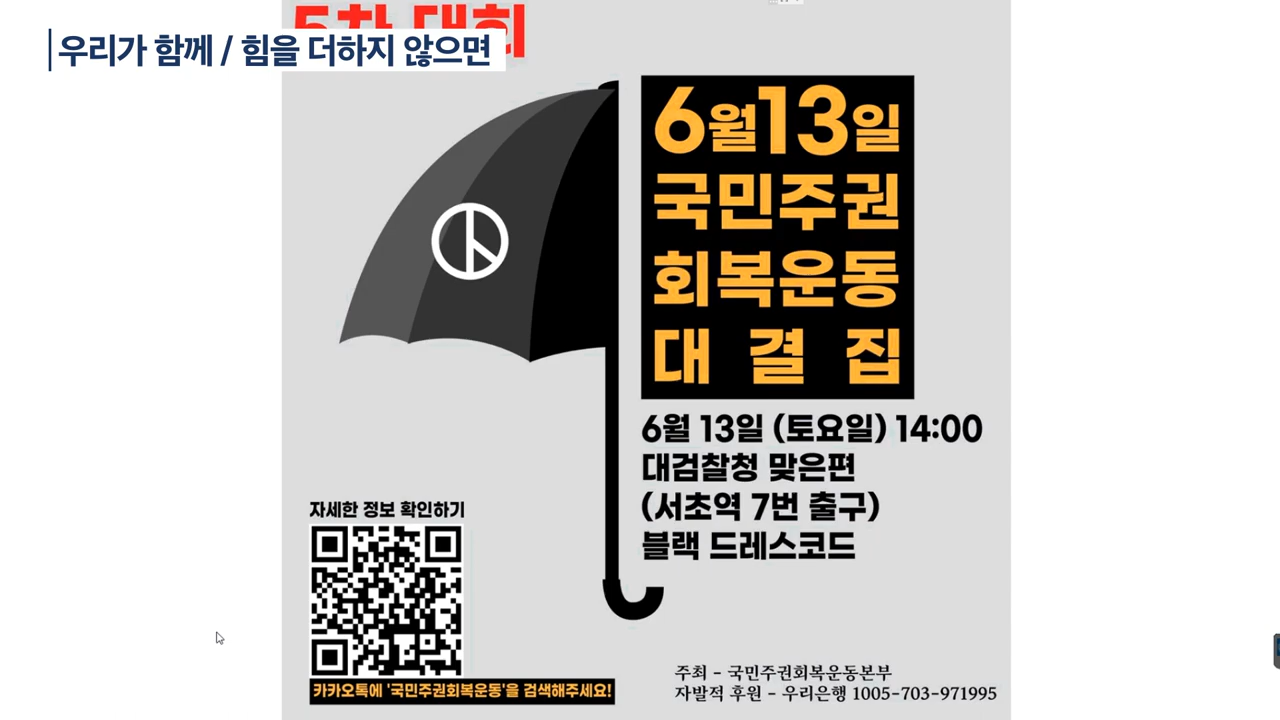 5차 대회
우리가 함께 / 힘을 더하지 않으면
6월13일
국민주권
회복운동
대 결 집
6월 13일 (토요일) 14:00
대검찰청 맞은편
(서초역 7번 출구)
블랙 드레스코드
자세한 정보 확인하기
카카오톡에 '국민주권회복운동'을 검색해주세요!
주최 - 국민주권회복운동본부
자발적 후원 - 우리은행 1005-703-971995